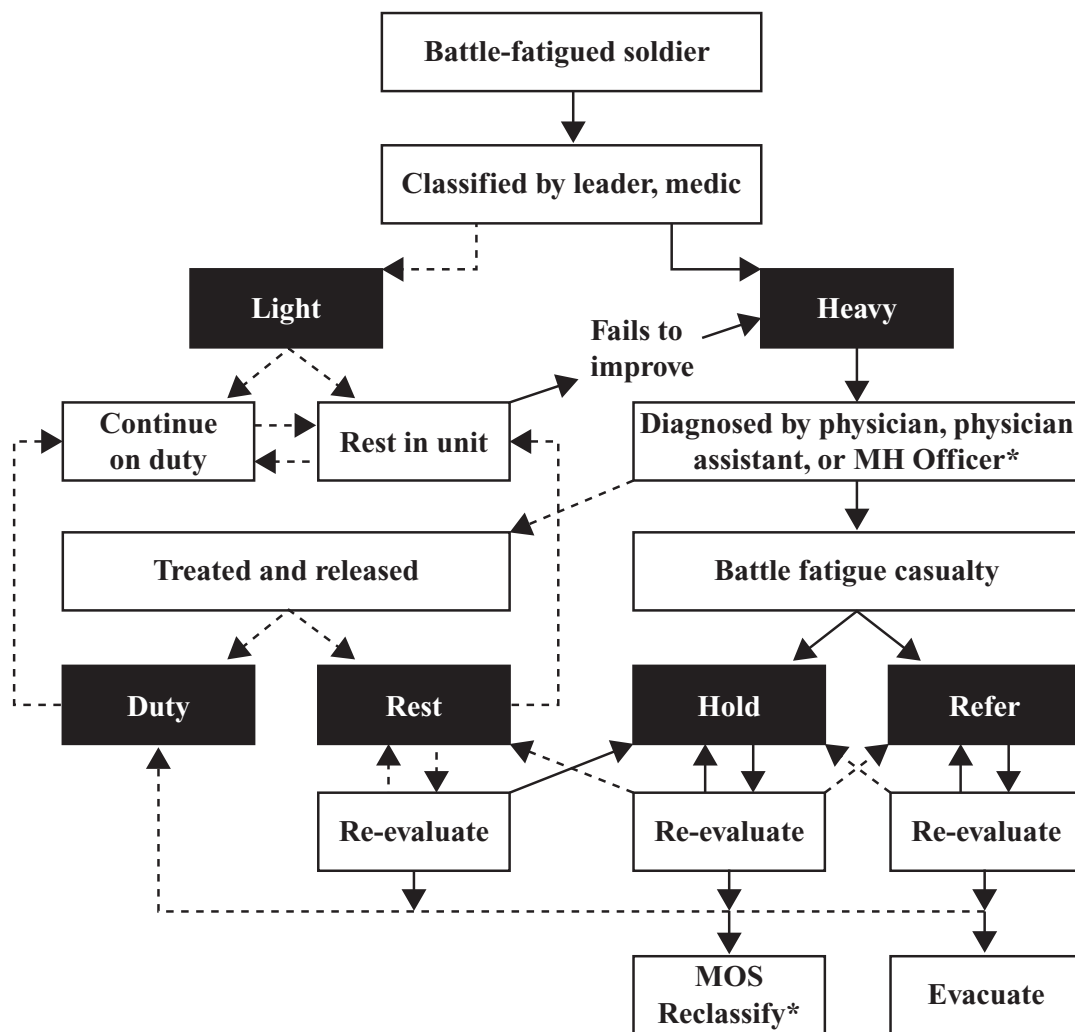 Battle-fatigued soldier
Classified by leader, medic
Light
Heavy
Fails to
improve
Continue
on duty
Rest in unit
Diagnosed by physician, physician
assistant, or MH Officer*
Treated and released
Battle fatigue casualty
Duty
Rest
Hold
Refer
Re-evaluate
Re-evaluate
Re-evaluate
MOS
Reclassify*
Evacuate